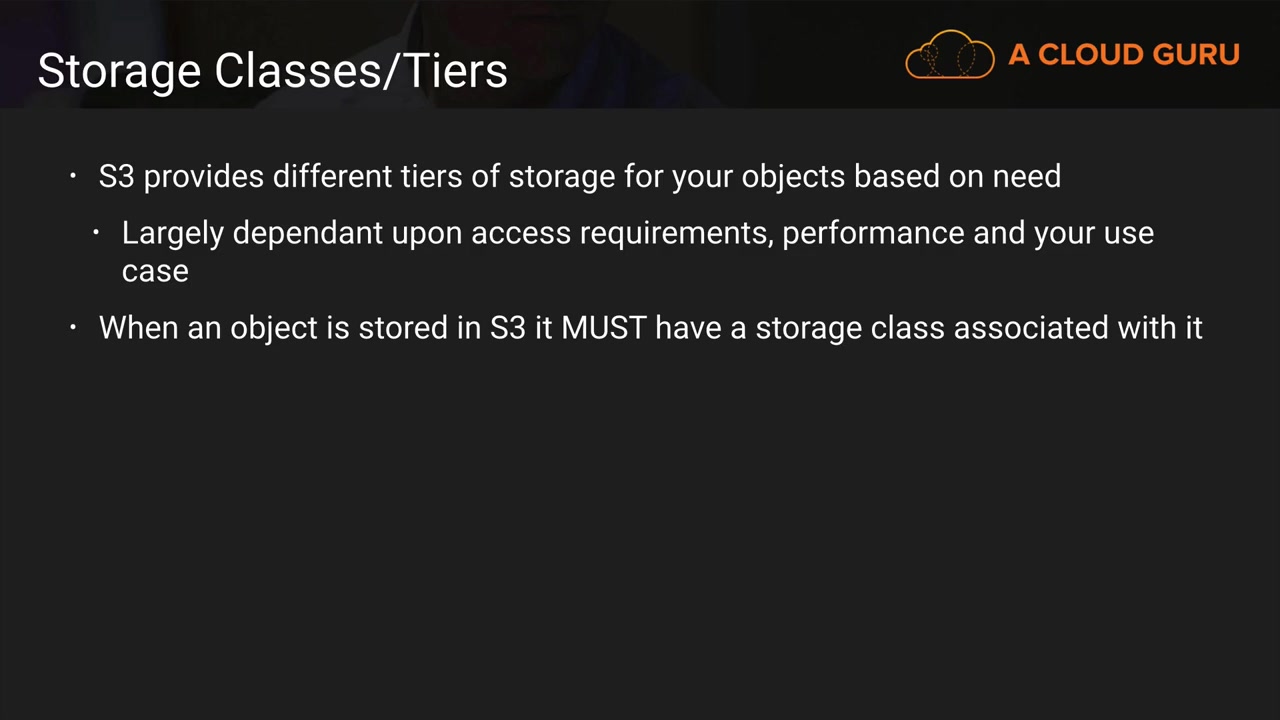 Storage Classes/Tiers
A CLOUD GURU
· S3 provides different tiers of storage for your objects based on need
· Largely dependant upon access requirements, performance and your use
case
· When an object is stored in S3 it MUST have a storage class associated with it